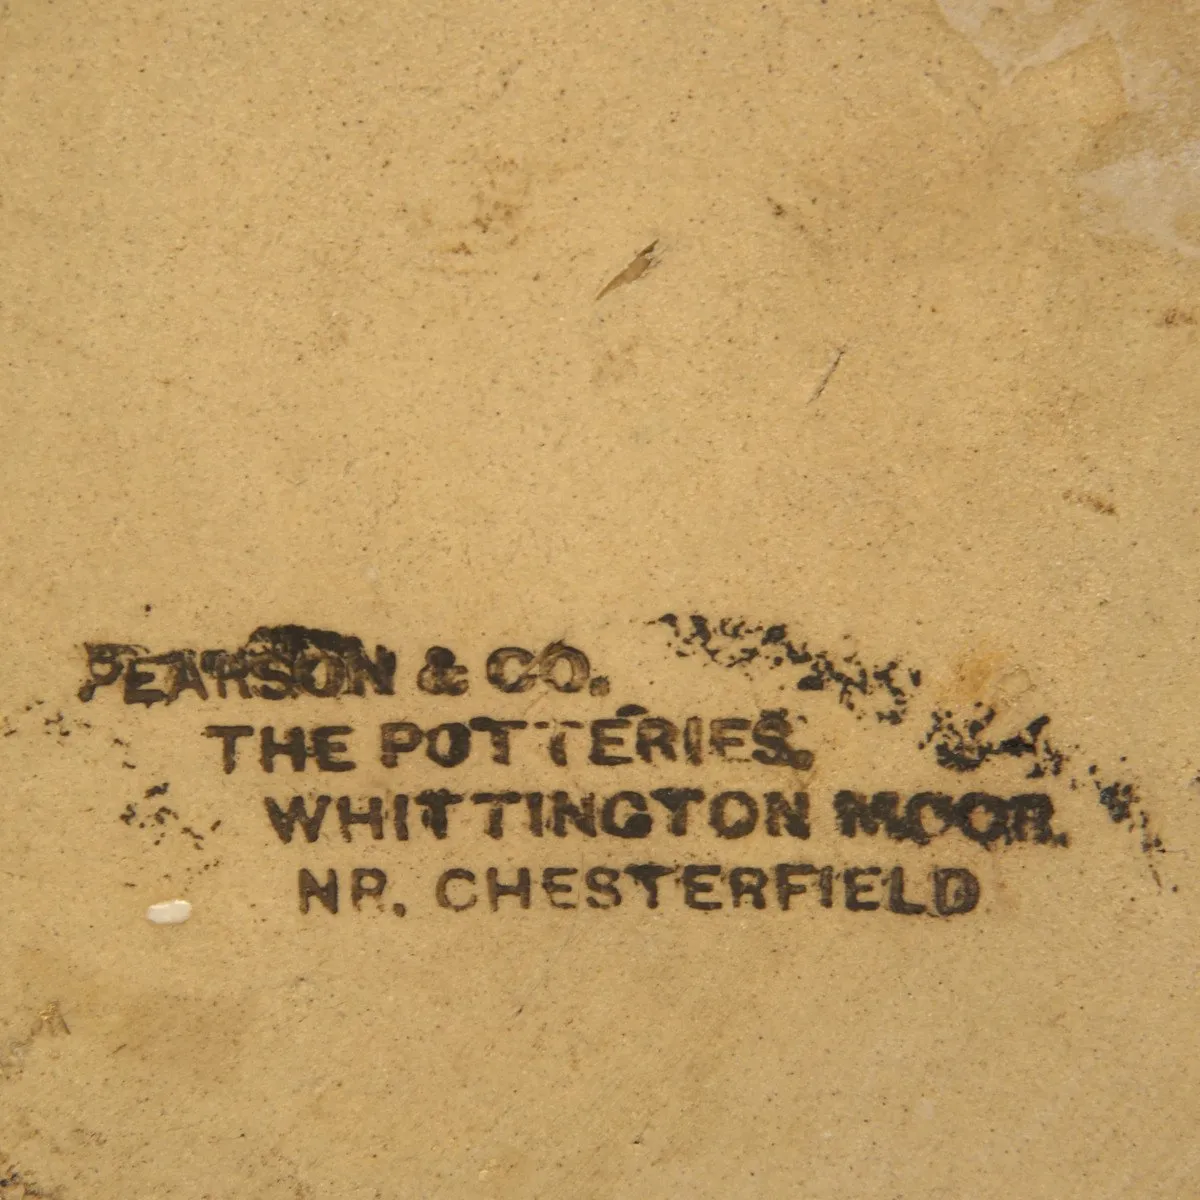 PEARSON & CO.
THE POTTERIES,
WHITTINGTON MOOR.
NR. CHESTERFIELD